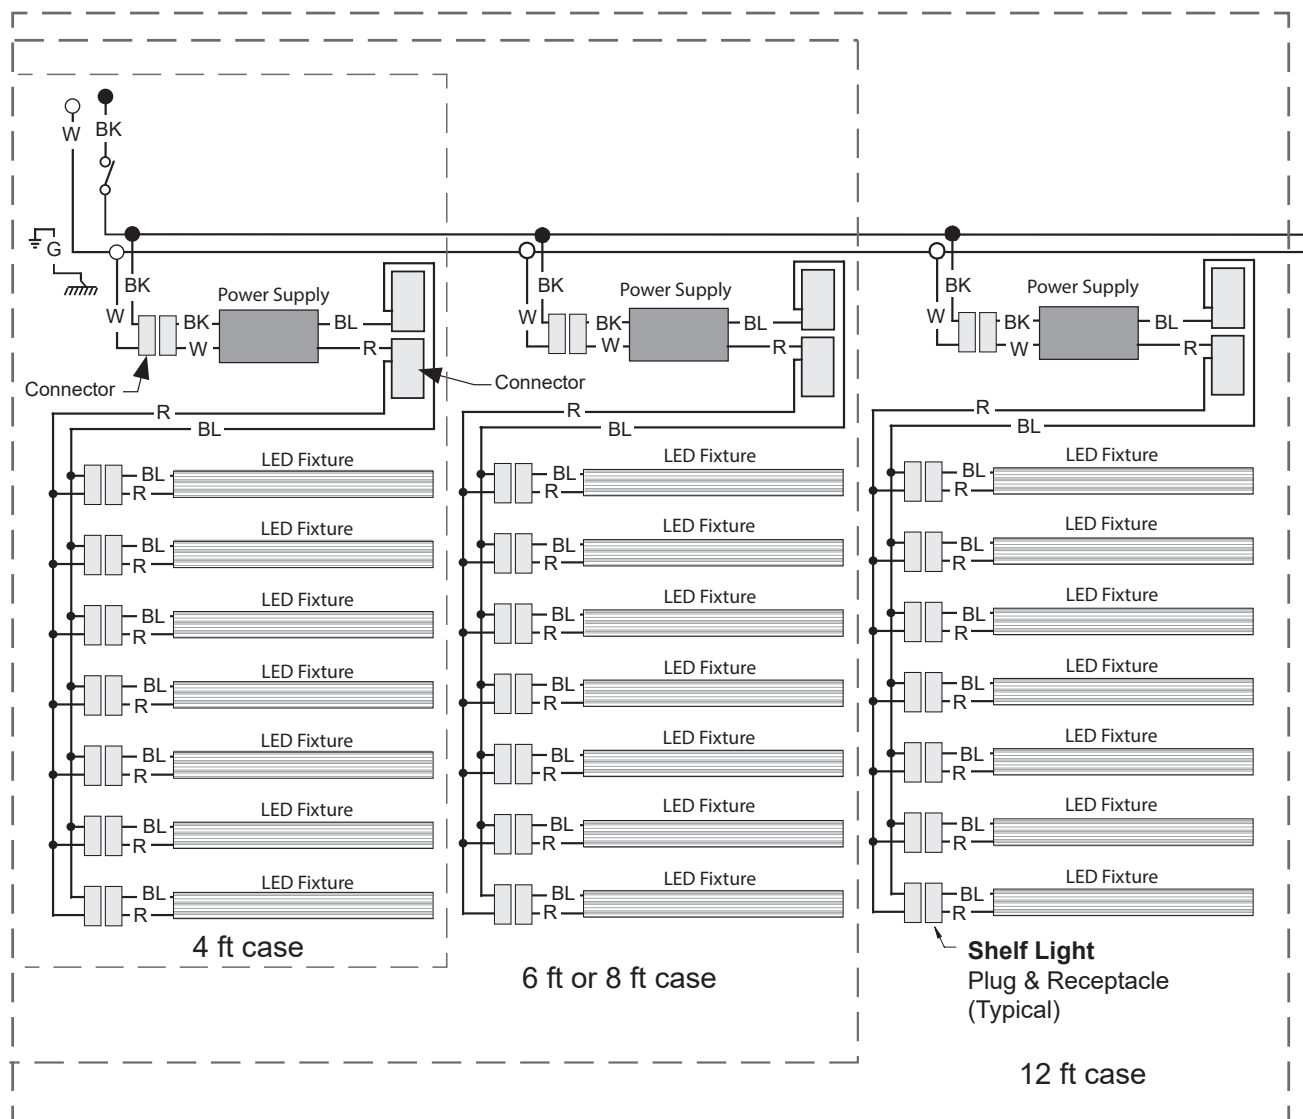 W
BK
G
BK
W
BK
W
Power Supply
BL
R
Connector
Connector
R
BL
LED Fixture
BL
R
LED Fixture
BL
R
LED Fixture
BL
R
LED Fixture
BL
R
LED Fixture
BL
R
LED Fixture
BL
R
LED Fixture
BL
R
4 ft case
BK
W
BK
W
Power Supply
BL
R
R
BL
LED Fixture
BL
R
LED Fixture
BL
R
LED Fixture
BL
R
LED Fixture
BL
R
LED Fixture
BL
R
LED Fixture
BL
R
LED Fixture
BL
R
6 ft or 8 ft case
BK
W
BK
W
Power Supply
BL
R
R
BL
LED Fixture
BL
R
LED Fixture
BL
R
LED Fixture
BL
R
LED Fixture
BL
R
LED Fixture
BL
R
LED Fixture
BL
R
LED Fixture
BL
R
Shelf Light
Plug & Receptacle
(Typical)
12 ft case